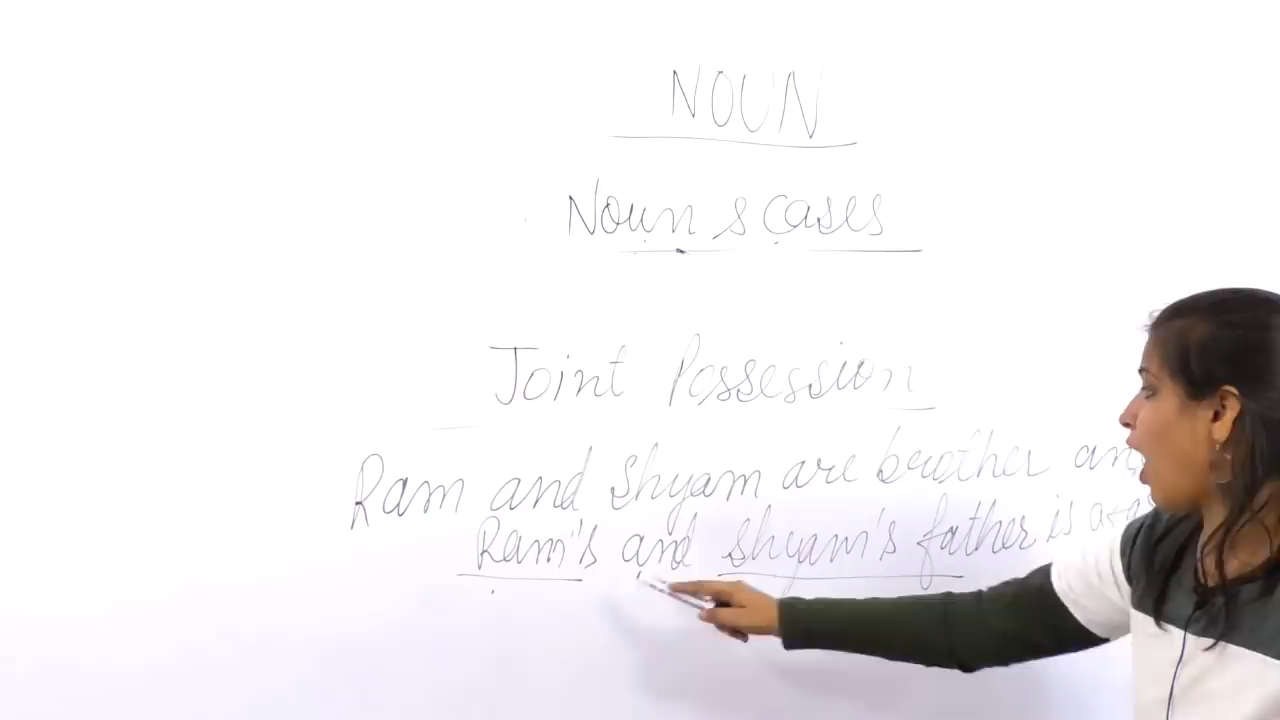 NOUN
Noun s cases
Joint Possession
Ram and Shyam are brother
Ram's and Shyam's father is